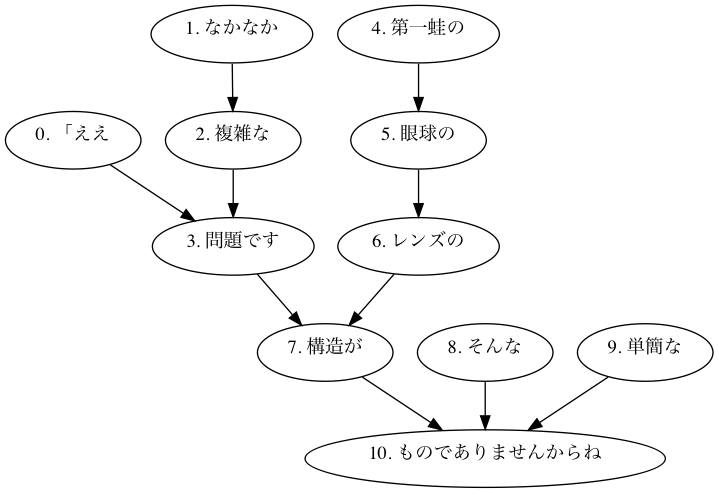 1. なかなか
4. 第一蛙の
0. 「ええ
2. 複雑な
5. 眼球の
3. 問題です
6. レンズの
7. 構造が
8. そんな
9. 単簡な
10. ものでありませんからね